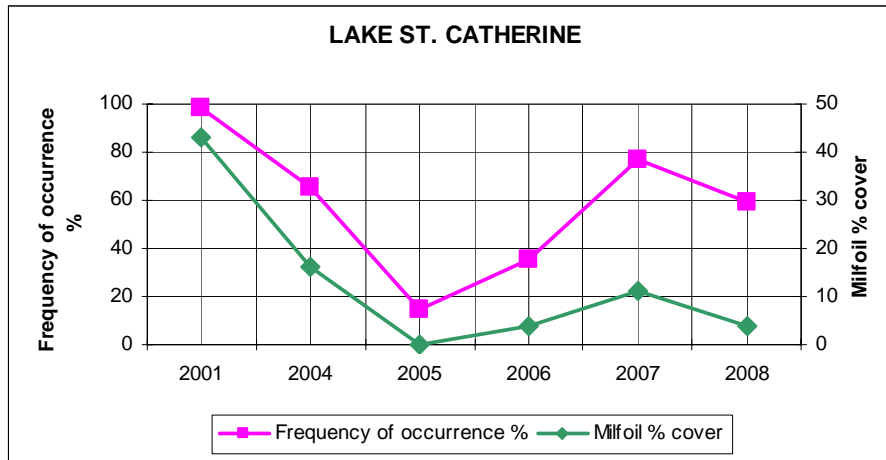 LAKE ST. CATHERINE
Frequency of occurrence
%
100
80
60
40
20
0
50
40
30
20
10
0
Milfoil % cover
2001 2004 2005 2006 2007 2008
Frequency of occurrence % Milfoil % cover